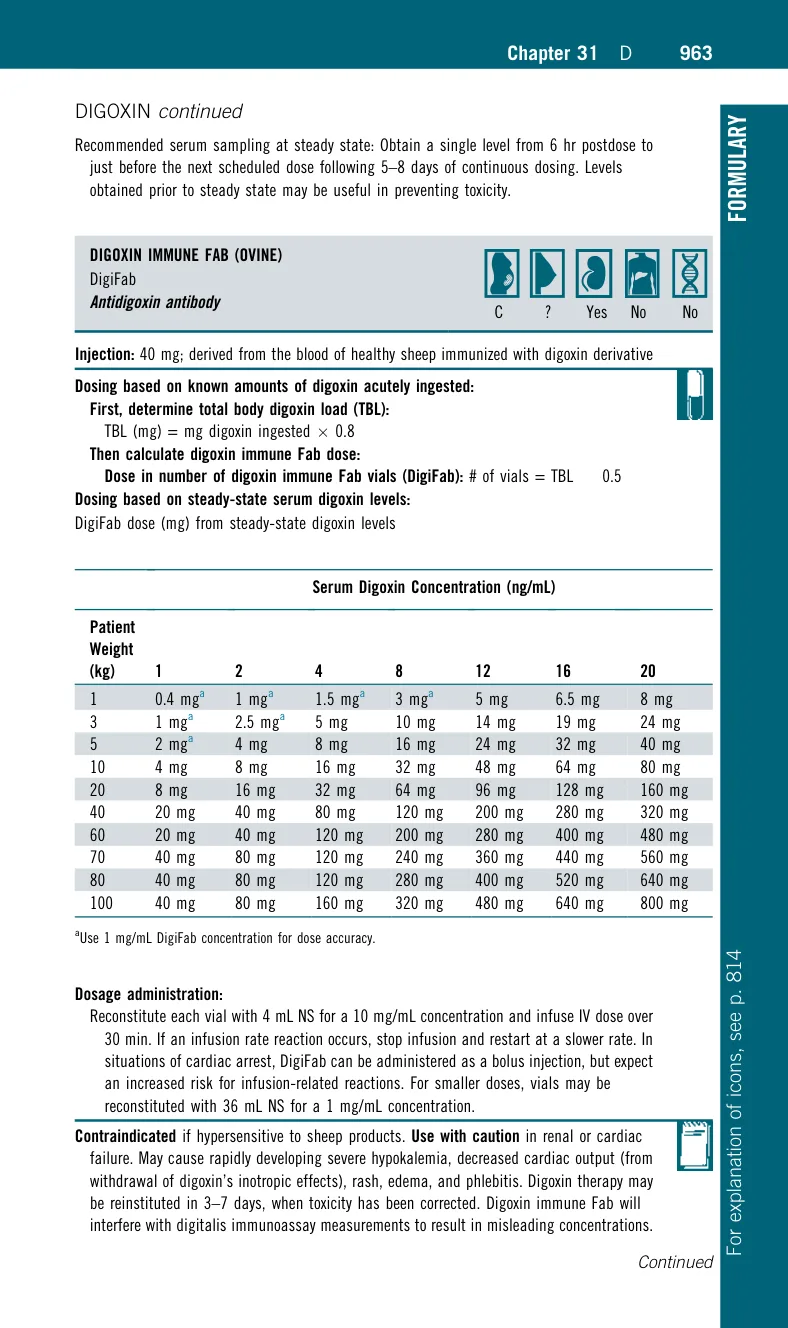 Chapter 31 D 963
DIGOXIN continued
Recommended serum sampling at steady state: Obtain a single level from 6 hr postdose to
just before the next scheduled dose following 5–8 days of continuous dosing. Levels
obtained prior to steady state may be useful in preventing toxicity.
DIGOXIN IMMUNE FAB (OVINE)
DigiFab
Antidigoxin antibody
C ? Yes No No
Injection: 40 mg; derived from the blood of healthy sheep immunized with digoxin derivative
Dosing based on known amounts of digoxin acutely ingested:
First, determine total body digoxin load (TBL):
TBL (mg) = mg digoxin ingested × 0.8
Then calculate digoxin immune Fab dose:
Dose in number of digoxin immune Fab vials (DigiFab): # of vials = TBL 0.5
Dosing based on steady-state serum digoxin levels:
DigiFab dose (mg) from steady-state digoxin levels
Serum Digoxin Concentration (ng/mL)
Patient
Weight
(kg) 1 2 4 8 12 16 20
1 0.4 mga 1 mga 1.5 mga 3 mga 5 mg 6.5 mg 8 mg
3 1 mga 2.5 mga 5 mg 10 mg 14 mg 19 mg 24 mg
5 2 mga 4 mg 8 mg 16 mg 24 mg 32 mg 40 mg
10 4 mg 8 mg 16 mg 32 mg 48 mg 64 mg 80 mg
20 8 mg 16 mg 32 mg 64 mg 96 mg 128 mg 160 mg
40 20 mg 40 mg 80 mg 120 mg 200 mg 280 mg 320 mg
60 20 mg 40 mg 120 mg 200 mg 280 mg 400 mg 480 mg
70 40 mg 80 mg 120 mg 240 mg 360 mg 440 mg 560 mg
80 40 mg 80 mg 120 mg 280 mg 400 mg 520 mg 640 mg
100 40 mg 80 mg 160 mg 320 mg 480 mg 640 mg 800 mg
aUse 1 mg/mL DigiFab concentration for dose accuracy.
Dosage administration:
Reconstitute each vial with 4 mL NS for a 10 mg/mL concentration and infuse IV dose over
30 min. If an infusion rate reaction occurs, stop infusion and restart at a slower rate. In
situations of cardiac arrest, DigiFab can be administered as a bolus injection, but expect
an increased risk for infusion-related reactions. For smaller doses, vials may be
reconstituted with 36 mL NS for a 1 mg/mL concentration.
Contraindicated if hypersensitive to sheep products. Use with caution in renal or cardiac
failure. May cause rapidly developing severe hypokalemia, decreased cardiac output (from
withdrawal of digoxin's inotropic effects), rash, edema, and phlebitis. Digoxin therapy may
be reinstituted in 3–7 days, when toxicity has been corrected. Digoxin immune Fab will
interfere with digitalis immunoassay measurements to result in misleading concentrations.
Continued
FORMULARY
For explanation of icons, see p. 814